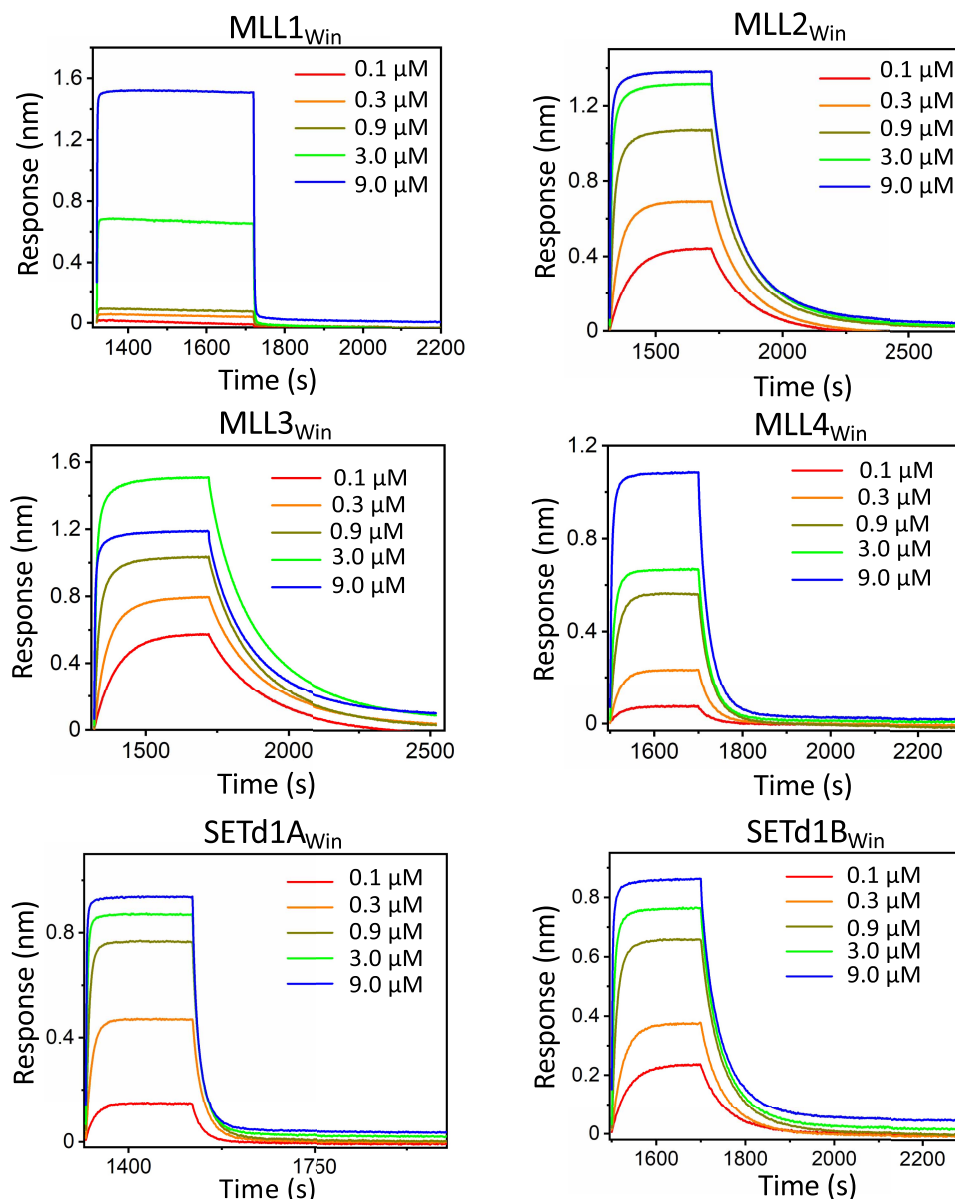 MLL1Win
Response (nm)
1.6
1.2
0.8
0.4
0
0.1 µM
0.3 µM
0.9 µM
3.0 µM
9.0 µM
1400 1600 1800 2000 2200
Time (s)
MLL2Win
Response (nm)
1.2
0.8
0.4
0
0.1 µM
0.3 µM
0.9 µM
3.0 µM
9.0 µM
1500 2000 2500
Time (s)
MLL3Win
Response (nm)
1.6
1.2
0.8
0.4
0
0.1 µM
0.3 µM
0.9 µM
3.0 µM
9.0 µM
1500 2000 2500
Time (s)
MLL4Win
Response (nm)
1.2
0.8
0.4
0.0
0.1 µM
0.3 µM
0.9 µM
3.0 µM
9.0 µM
1600 1800 2000 2200
Time (s)
SETd1AWin
Response (nm)
0.8
0.4
0
0.1 µM
0.3 µM
0.9 µM
3.0 µM
9.0 µM
1400 1750
Time (s)
SETd1BWin
Response (nm)
0.8
0.6
0.4
0.2
0
0.1 µM
0.3 µM
0.9 µM
3.0 µM
9.0 µM
1600 1800 2000 2200
Time (s)